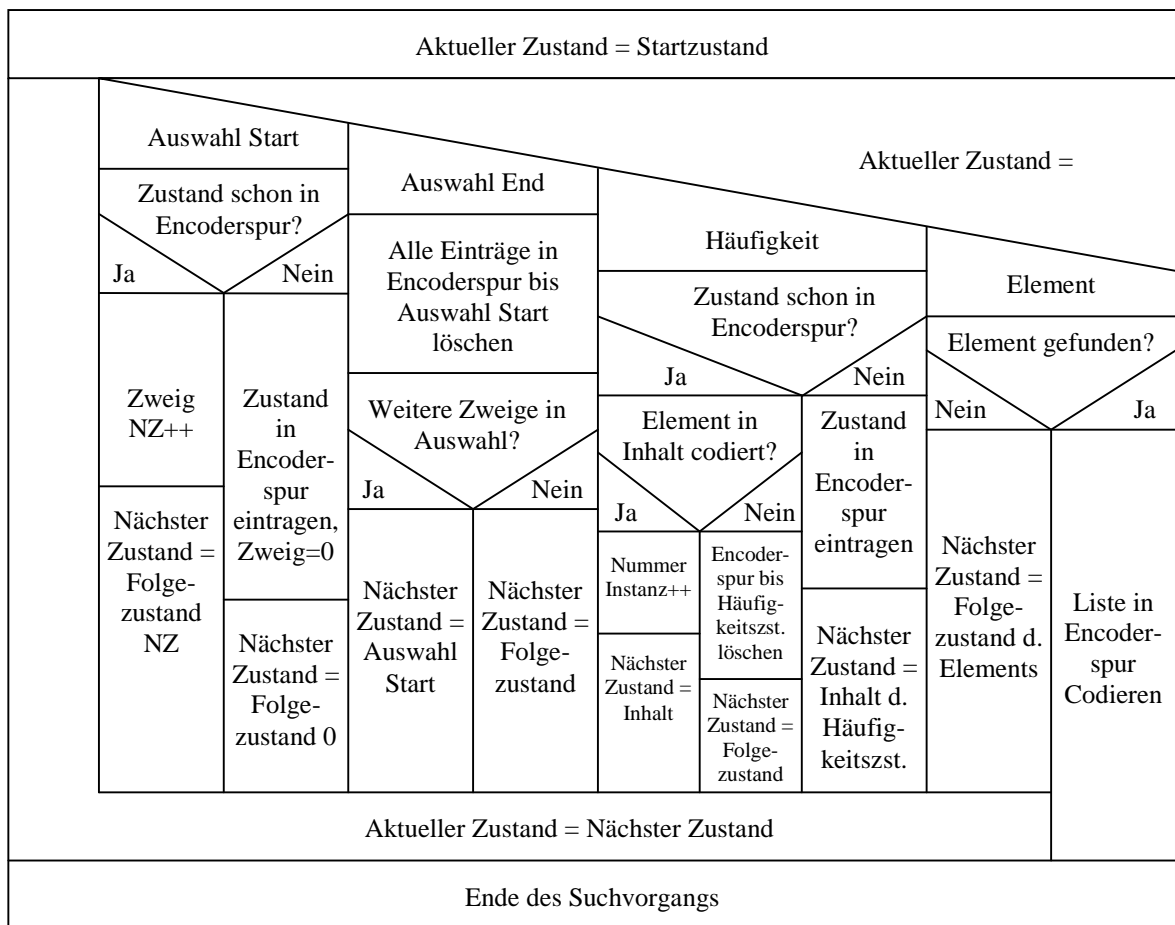 Aktueller Zustand = Startzustand
Aktueller Zustand =
Auswahl Start
Zustand schon in
Encoderspur?
Ja
Nein
Zweig
NZ++
Nächster
Zustand =
Folge-
zustand
NZ
Zustand
in
Encoder-
spur
eintragen,
Zweig=0
Nächster
Zustand =
Folge-
zustand 0
Auswahl End
Alle Einträge in
Encoderspur bis
Auswahl Start
löschen
Weitere Zweige in
Auswahl?
Ja
Nein
Nächster
Zustand =
Auswahl
Start
Nächster
Zustand =
Folge-
zustand
Häufigkeit
Zustand schon in
Encoderspur?
Ja
Nein
Element in
Inhalt codiert?
Ja
Nein
Nummer
Instanz++
Nächster
Zustand =
Inhalt
Encoder-
spur bis
Häufig-
keitszst.
löschen
Nächster
Zustand =
Folge-
zustand
Zustand
in
Encoder-
spur
eintragen
Nächster
Zustand =
Inhalt d.
Häufig-
keitszst.
Element
Element gefunden?
Nein
Ja
Nächster
Zustand =
Folge-
zustand d.
Elements
Liste in
Encoder-
spur
Codieren
Aktueller Zustand = Nächster Zustand
Ende des Suchvorgangs